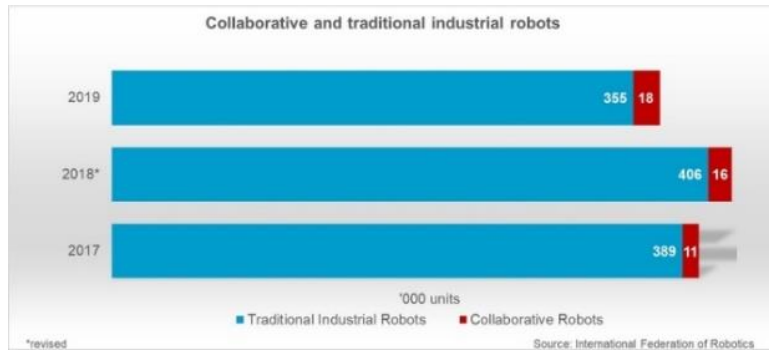 Collaborative and traditional industrial robots
2019
355 18
2018*
406 16
2017
389 11
'000 units
Traditional Industrial Robots Collaborative Robots
*revised Source: International Federation of Robotics